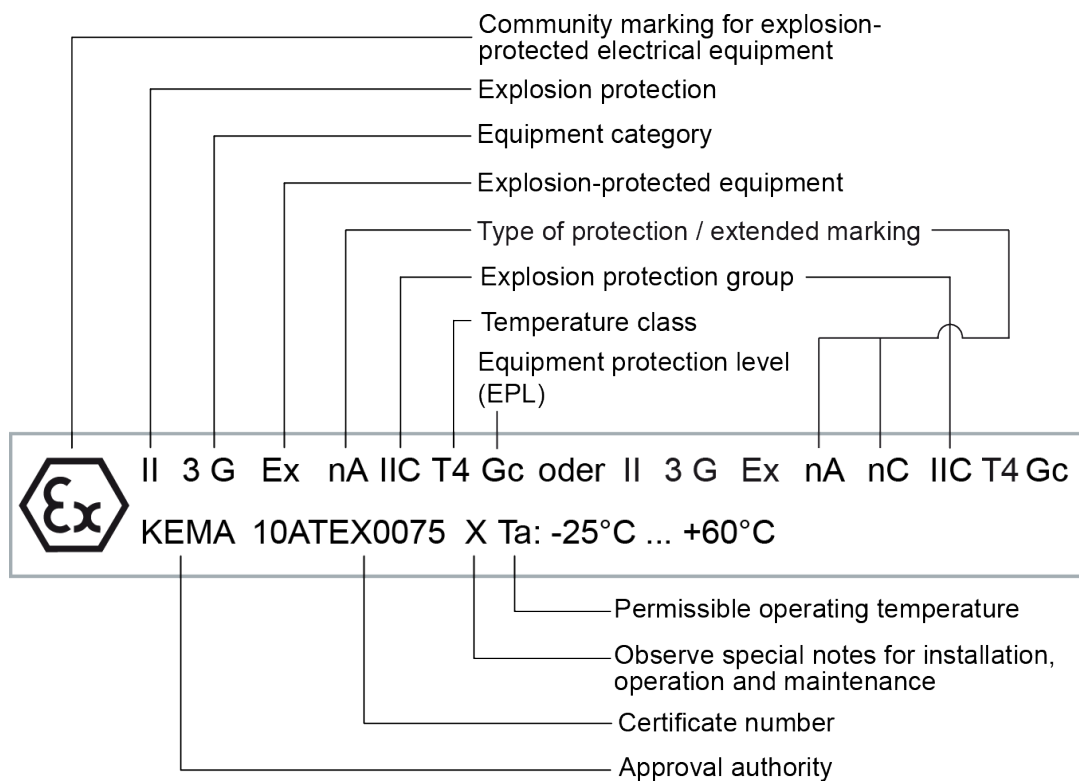 Community marking for explosion-
protected electrical equipment
Explosion protection
Equipment category
Explosion-protected equipment
Type of protection / extended marking
Explosion protection group
Temperature class
Equipment protection level
(EPL)
Ex II 3 G Ex nA IIC T4 Gc oder II 3 G Ex nA nC IIC T4 Gc
KEMA 10ATEX0075 X Ta: -25°C ... +60°C
Permissible operating temperature
Observe special notes for installation,
operation and maintenance
Certificate number
Approval authority